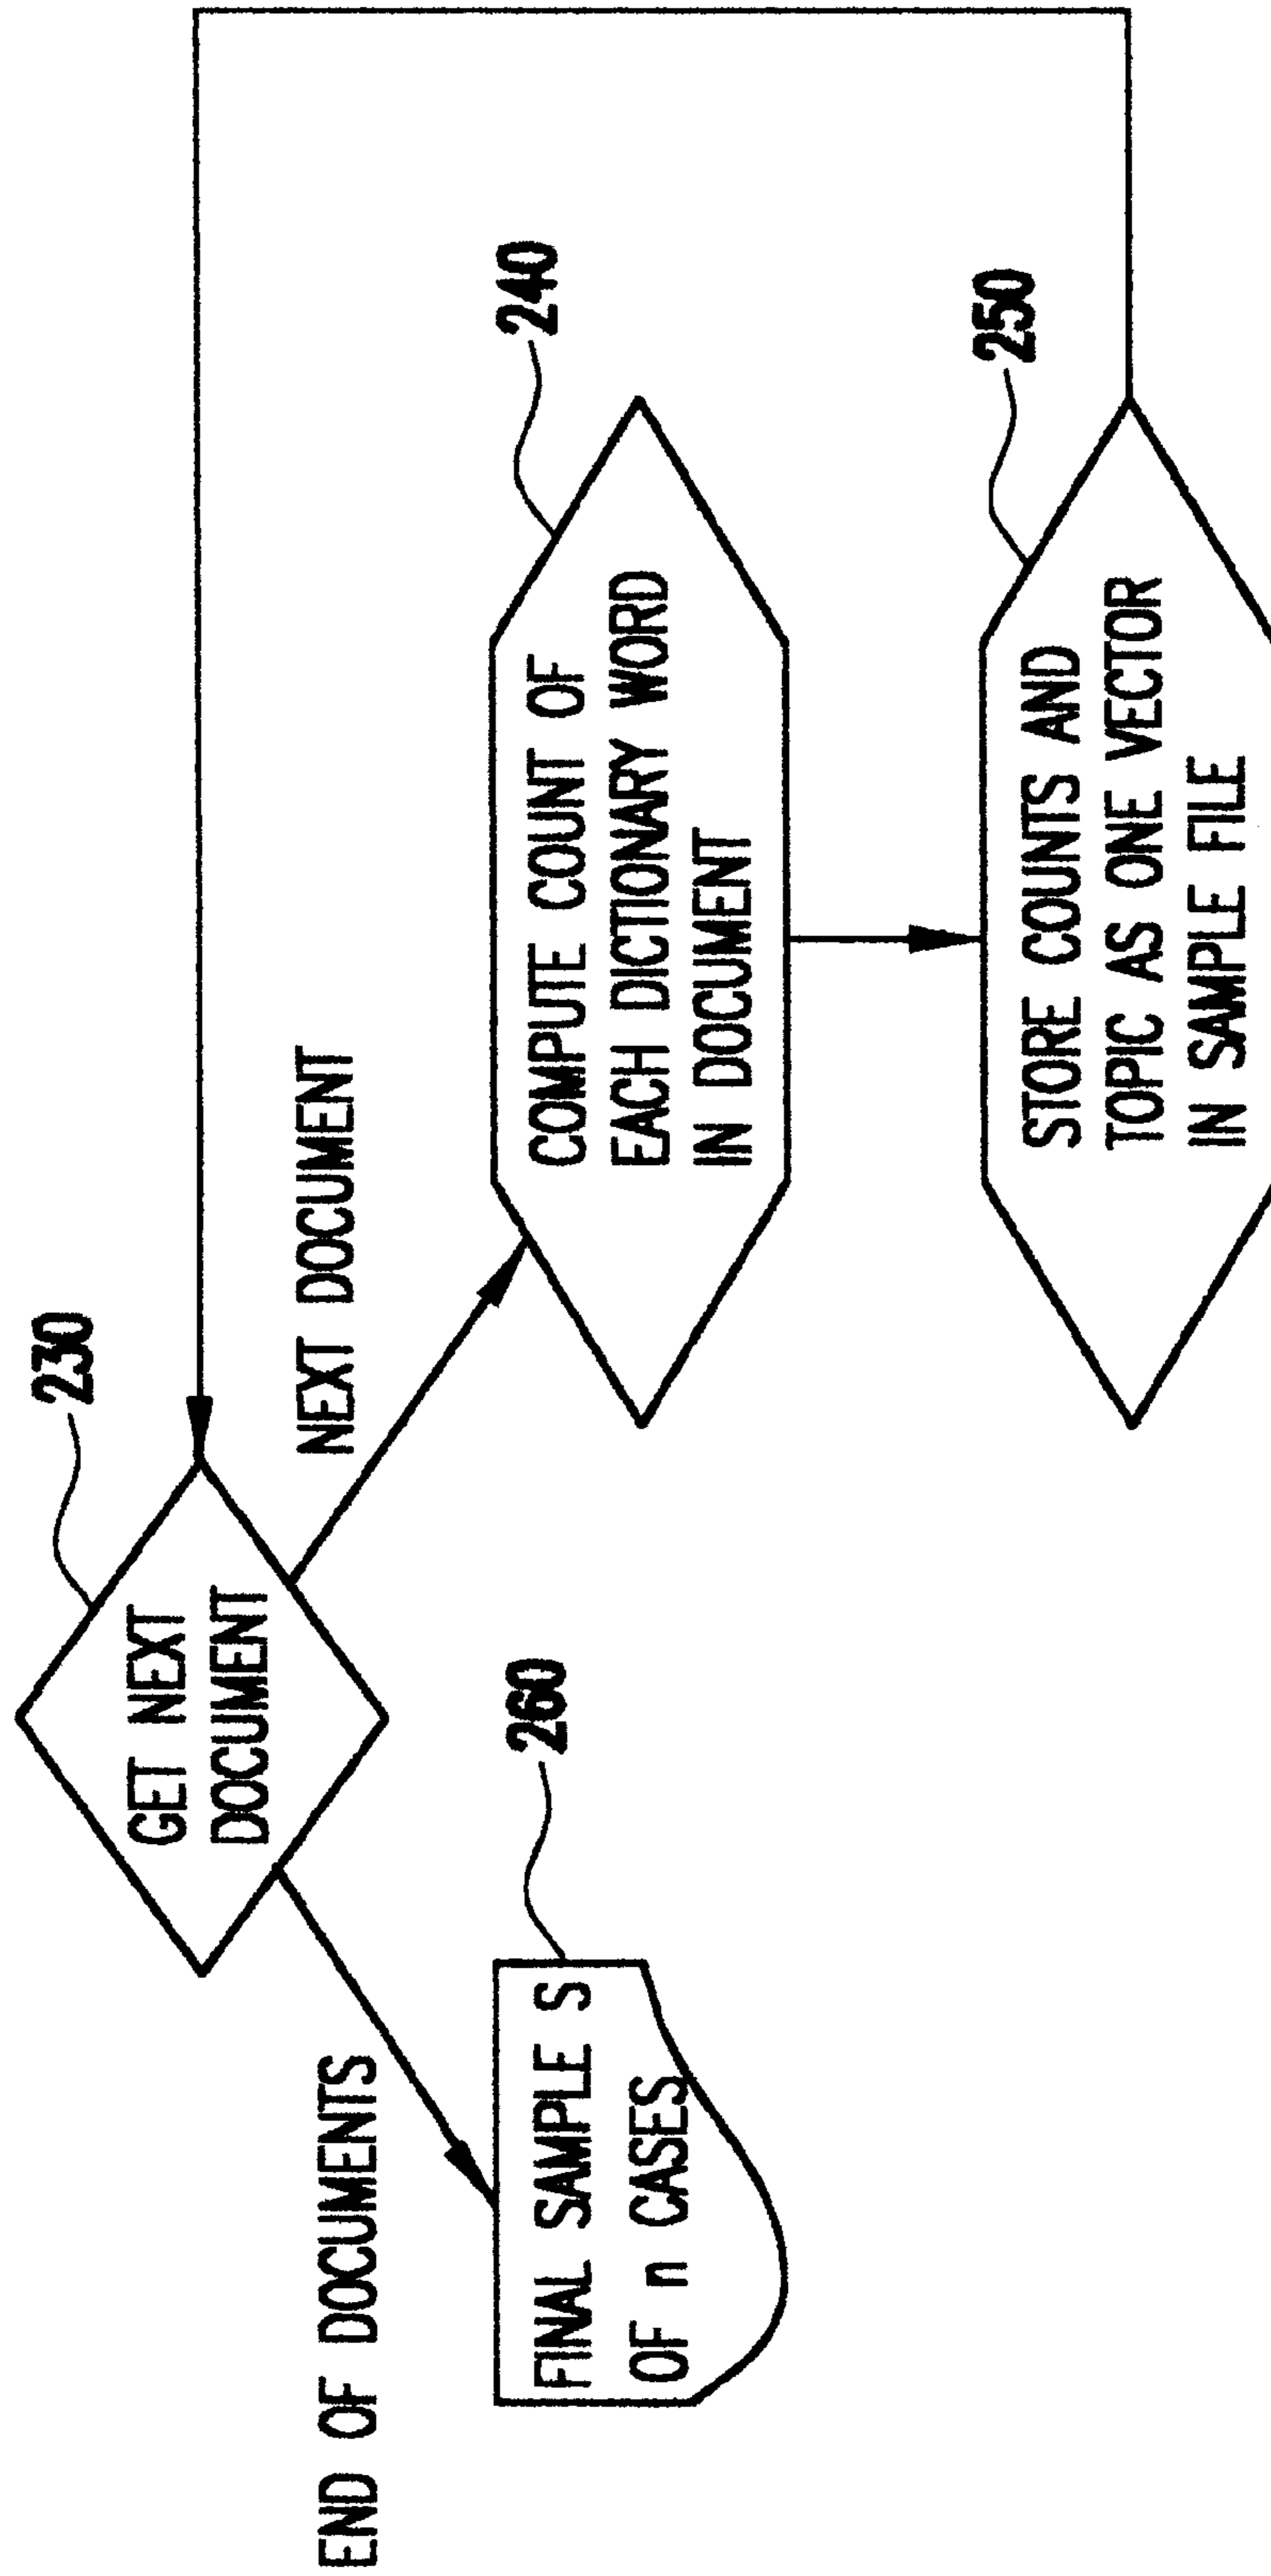 230
GET NEXT
DOCUMENT
END OF DOCUMENTS
NEXT DOCUMENT
260
FINAL SAMPLE S
OF n CASES
240
COMPUTE COUNT OF
EACH DICTIONARY WORD
IN DOCUMENT
250
STORE COUNTS AND
TOPIC AS ONE VECTOR
IN SAMPLE FILE